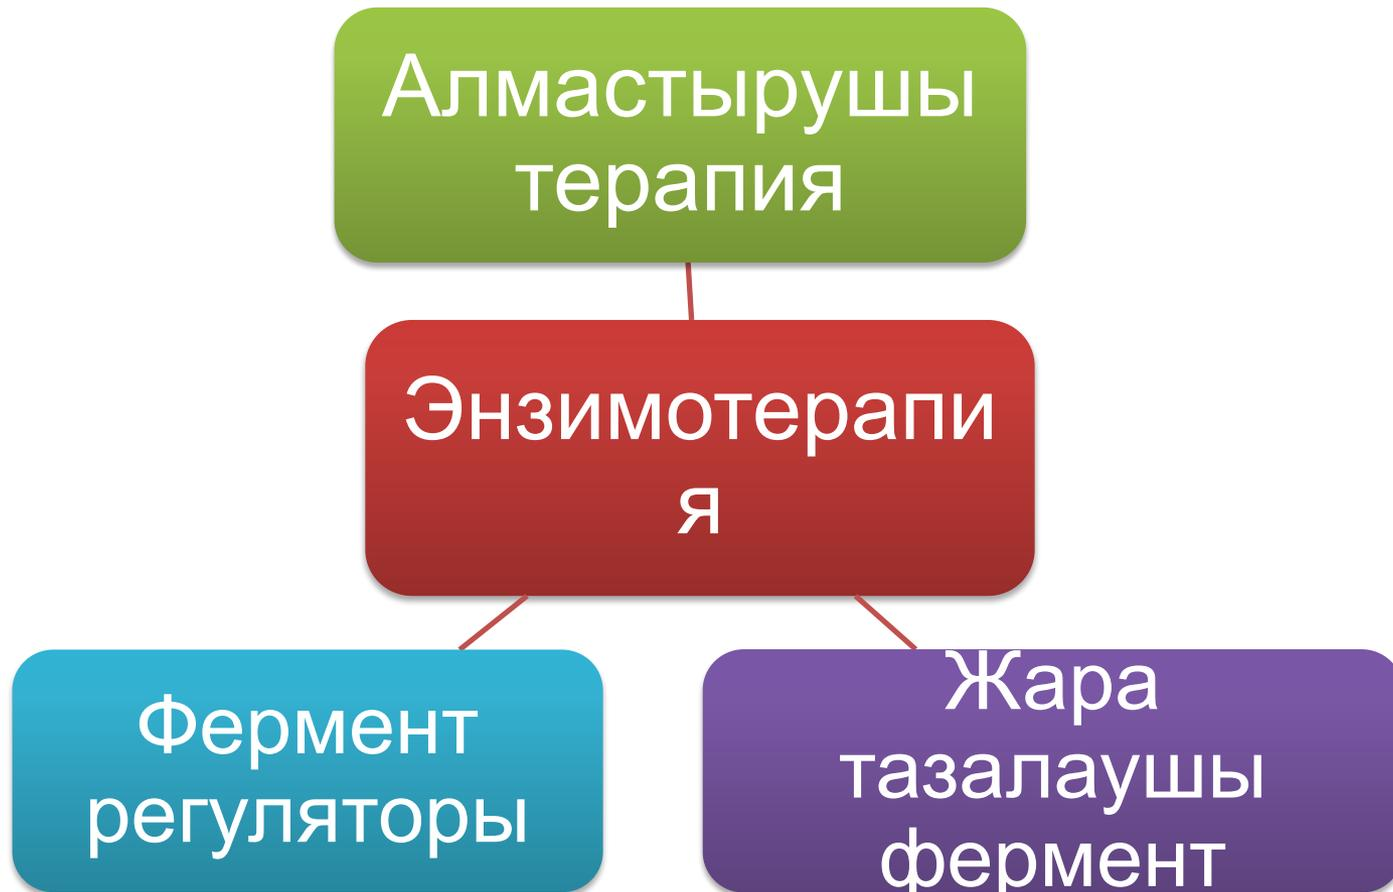 Алмастырушы
терапия
Энзимотерапи
я
Фермент
регуляторы
Жара
тазалаушы
фермент